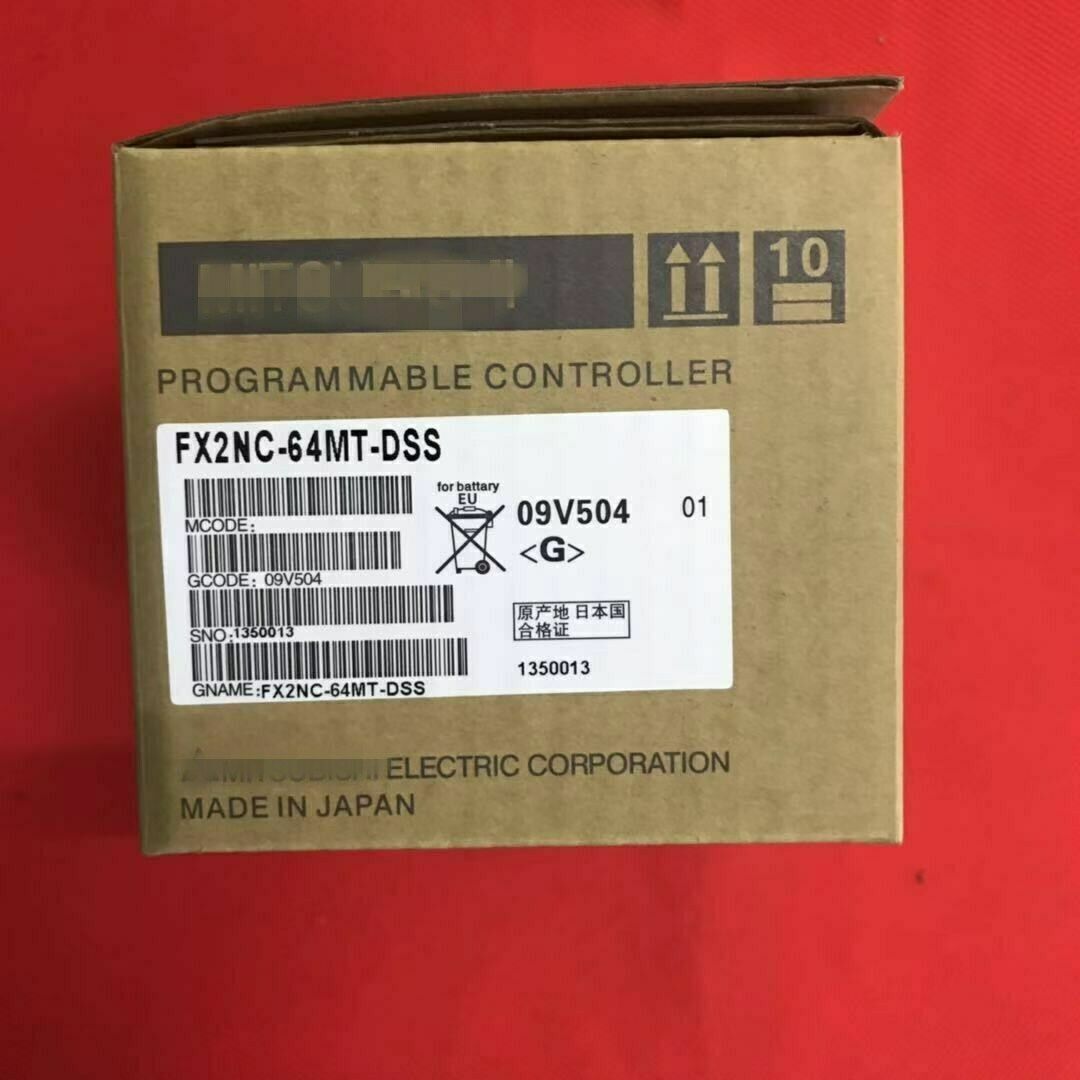 10
PROGRAMMABLE CONTROLLER
FX2NC-64MT-DSS
MCODE:
GCODE: 09V504
SNO.1350013
GNAME:FX2NC-64MT-DSS
for battary
EU
09V504
01
<G>
原产地 日本国
合格证
1350013
ELECTRIC CORPORATION
MADE IN JAPAN